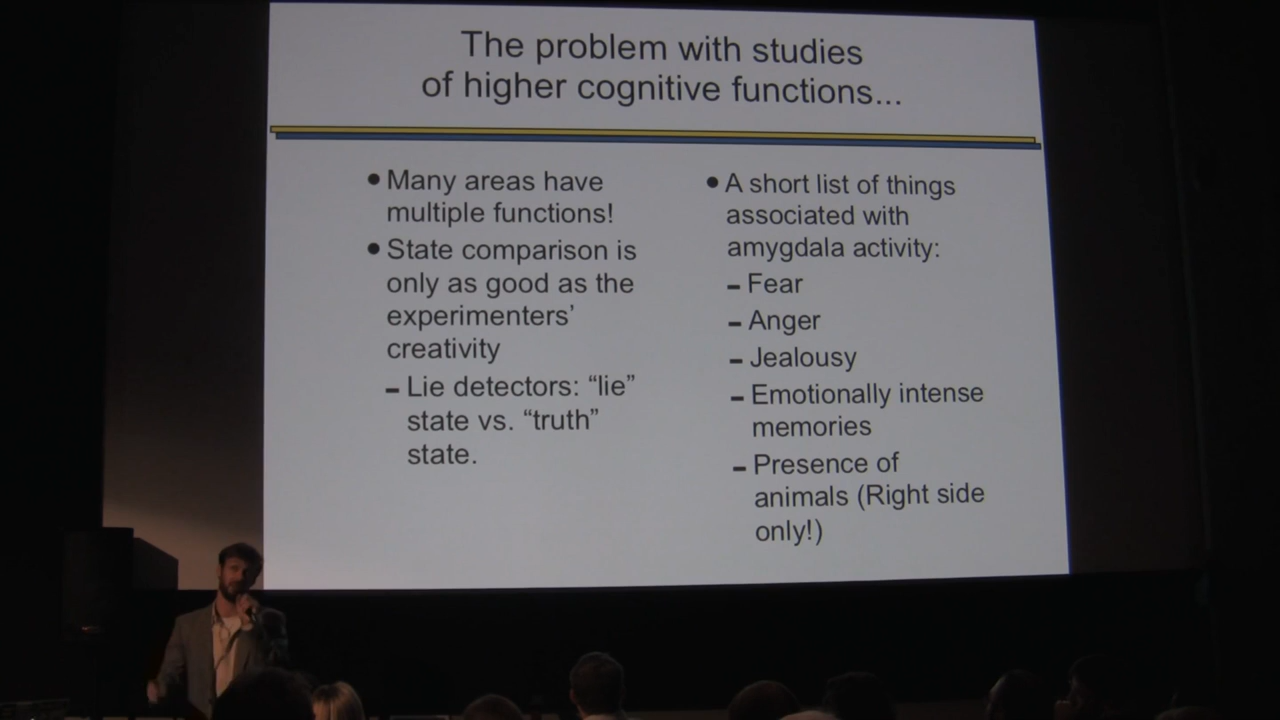 The problem with studies
of higher cognitive functions...
• Many areas have
multiple functions!
• State comparison is
only as good as the
experimenters’
creativity
– Lie detectors: “lie”
state vs. “truth”
state.
• A short list of things
associated with
amygdala activity:
– Fear
– Anger
– Jealousy
– Emotionally intense
memories
– Presence of
animals (Right side
only!)